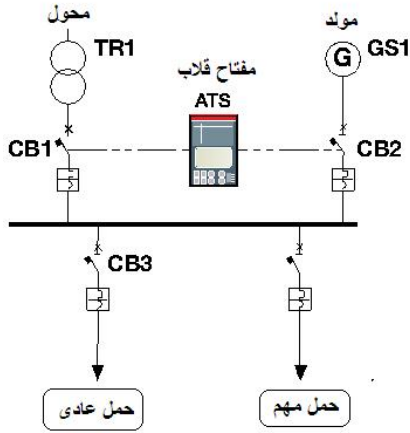 محول
TR1
مولد
G
GS1
مفتاح قلاب
ATS
CB1
CB2
CB3
حمل عادى
حمل مهم